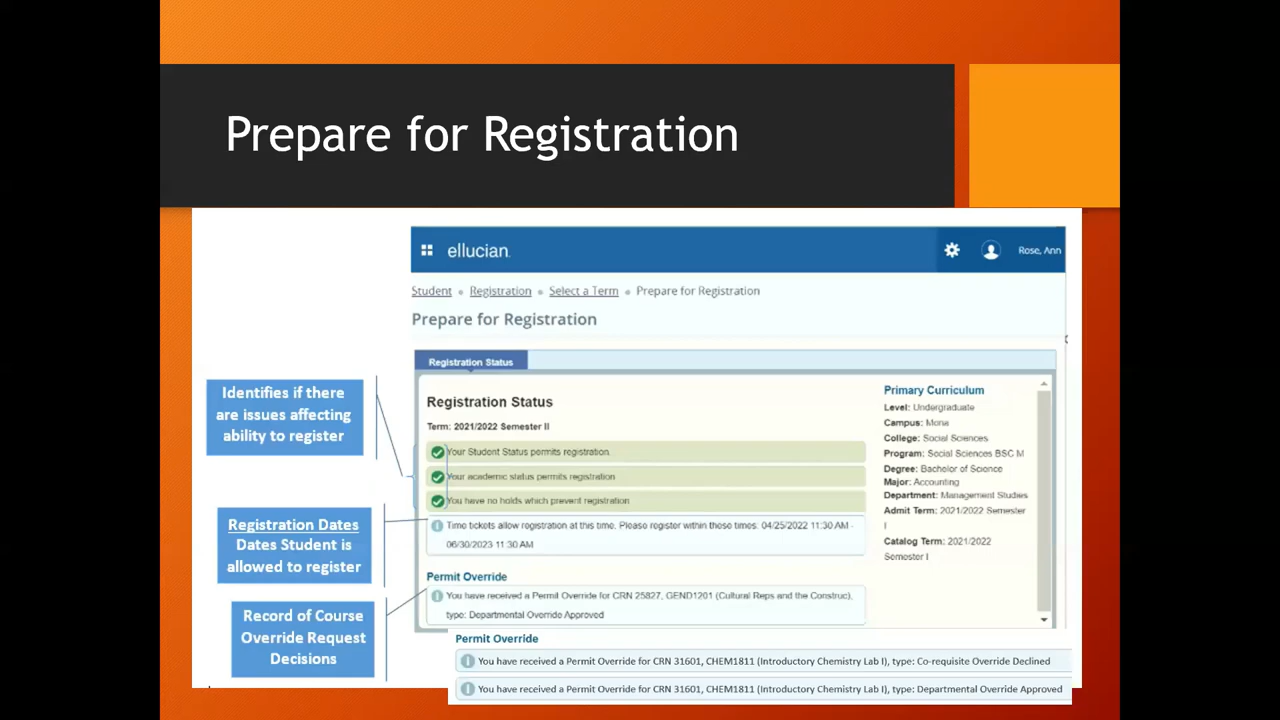 Prepare for Registration
ellucian
Rose, Ann
Student • Registration • Select a Term • Prepare for Registration
Prepare for Registration
Registration Status
Identifies if there
are issues affecting
ability to register
Registration Status
Term: 2021/2022 Semester II
Your Student Status permits registration.
Your academic status permits registration
You have no holds which prevent registration
Registration Dates
Dates Student is
allowed to register
Time tickets allow registration at this time. Please register within these times: 04/25/2022 11:30 AM -
06/30/2023 11:30 AM
Primary Curriculum
Level: Undergraduate
Campus: Mona
College: Social Sciences
Program: Social Sciences BSC M
Degree: Bachelor of Science
Major: Accounting
Department: Management Studies
Admit Term: 2021/2022 Semester
I
Catalog Term: 2021/2022
Semester I
Record of Course
Override Request
Decisions
Permit Override
You have received a Permit Override for CRN 25827, GEND1201 (Cultural Reps and the Construc),
type: Departmental Override Approved
Permit Override
You have received a Permit Override for CRN 31601, CHEM1811 (Introductory Chemistry Lab I), type: Co-requisite Override Declined
You have received a Permit Override for CRN 31601, CHEM1811 (Introductory Chemistry Lab I), type: Departmental Override Approved